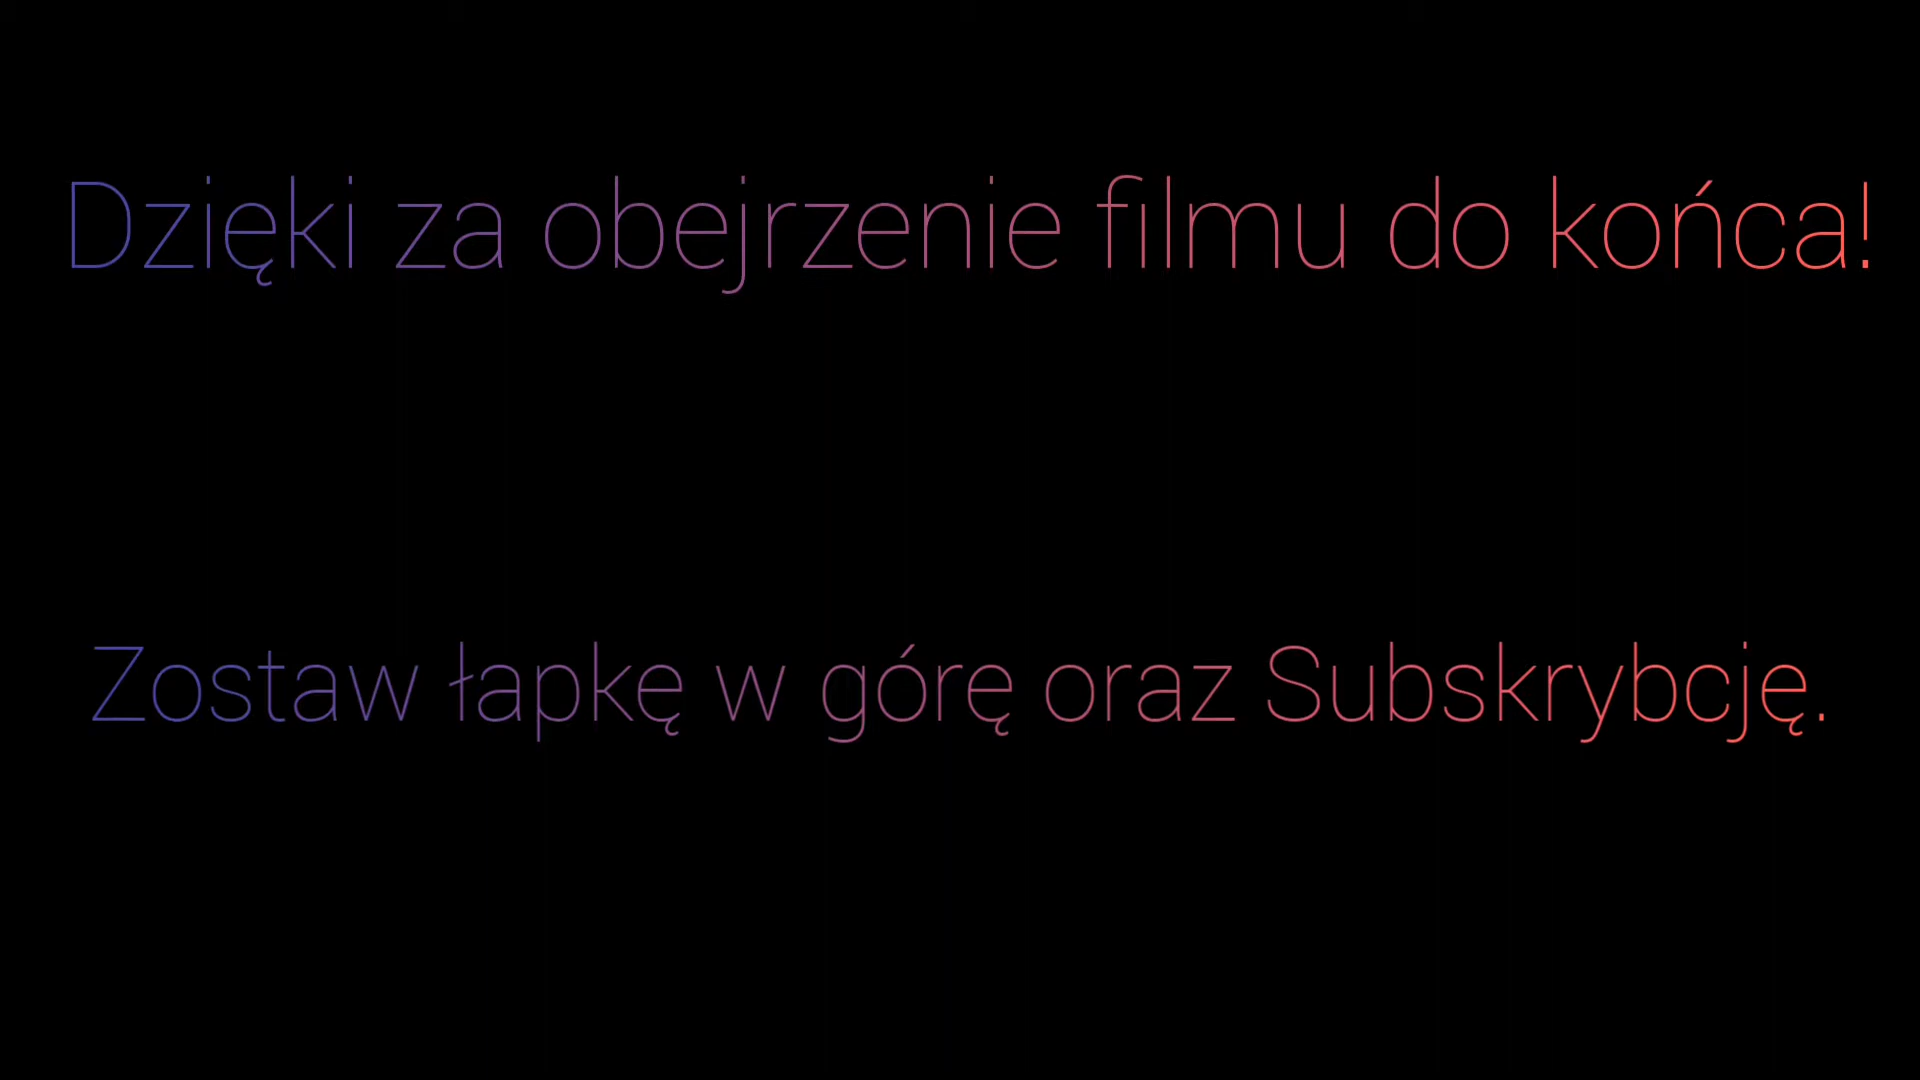 Dzięki za obejrzenie filmu do końca!
Zostaw łapkę w górę oraz Subskrybcję.